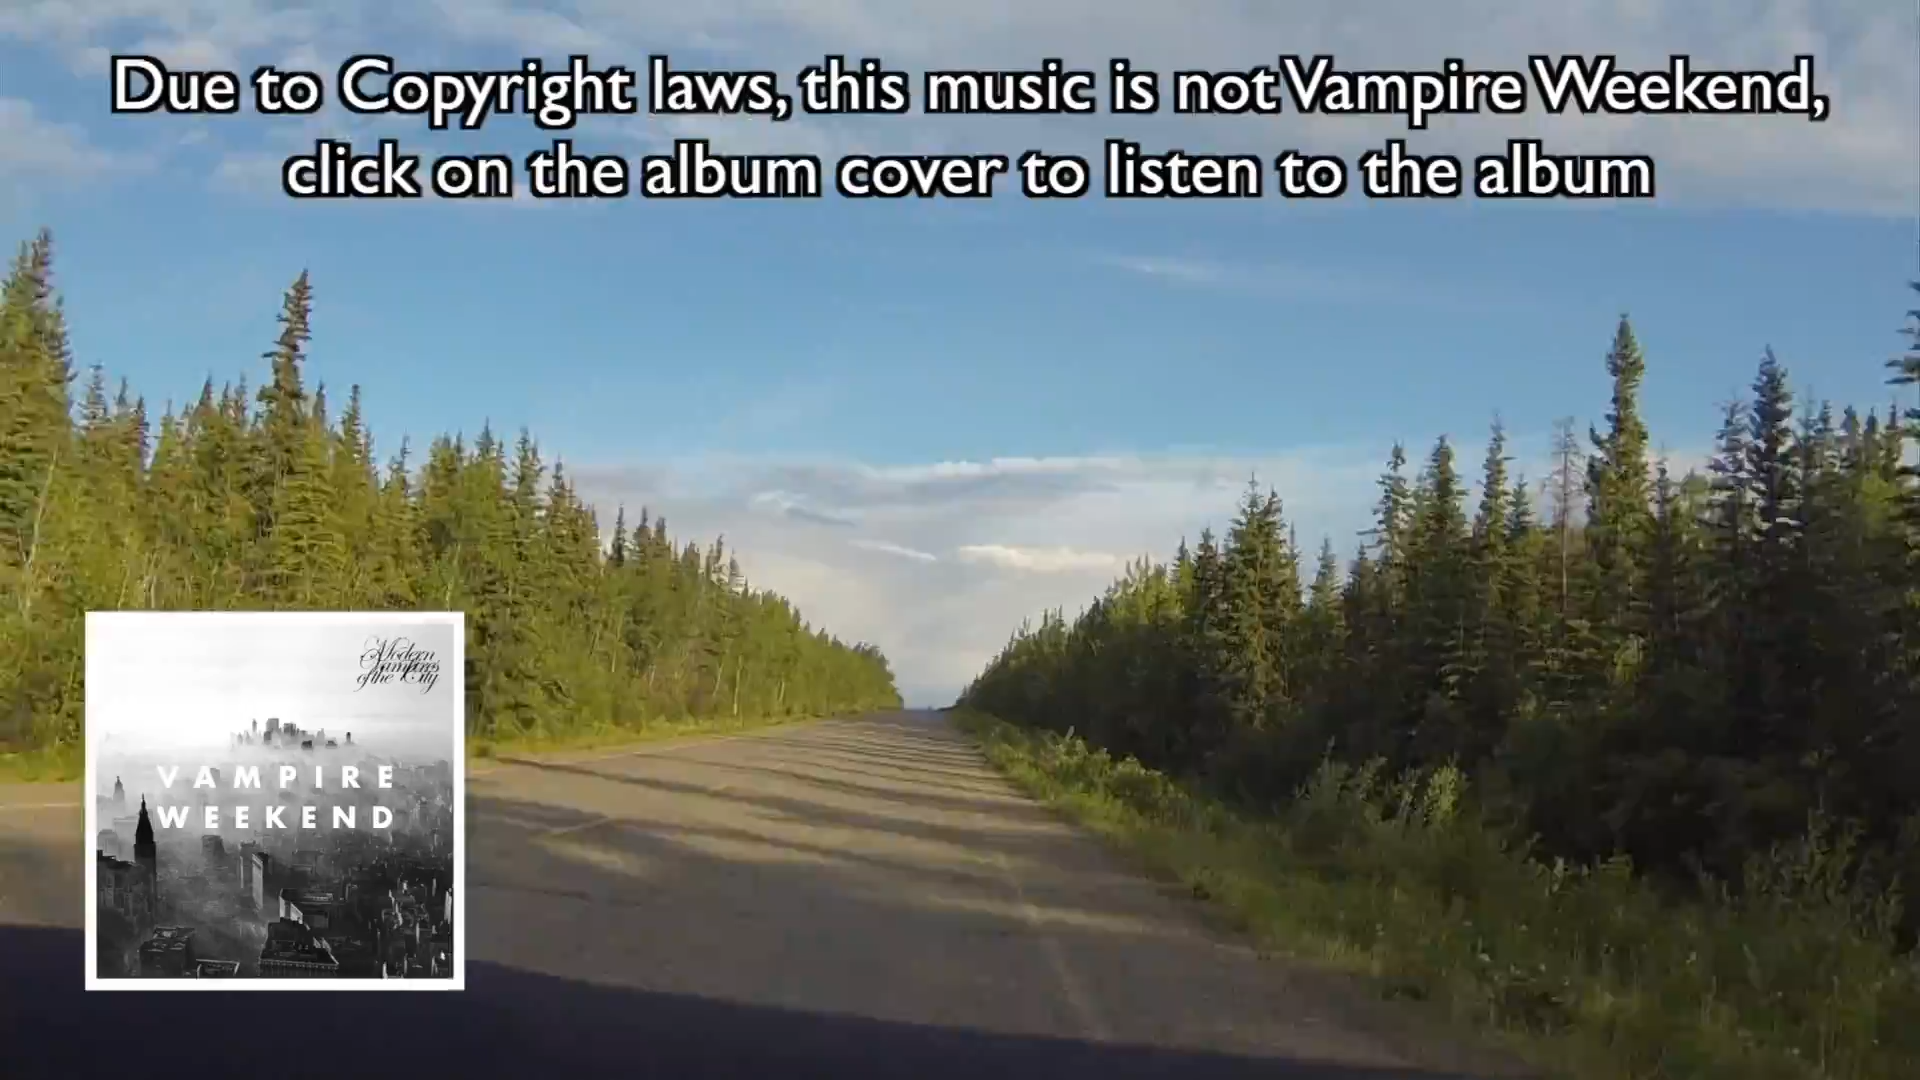 Due to Copyright laws, this music is not Vampire Weekend,
click on the album cover to listen to the album
Modern
Vampires
of the City
VAMPIRE
WEEKEND